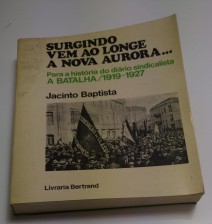 SURGINDO
VEM AO LONGE
A NOVA AURORA...
Para a história do diário sindicalista
A BATALHA/1919-1927
Jacinto Baptista
Livraria Bertrand